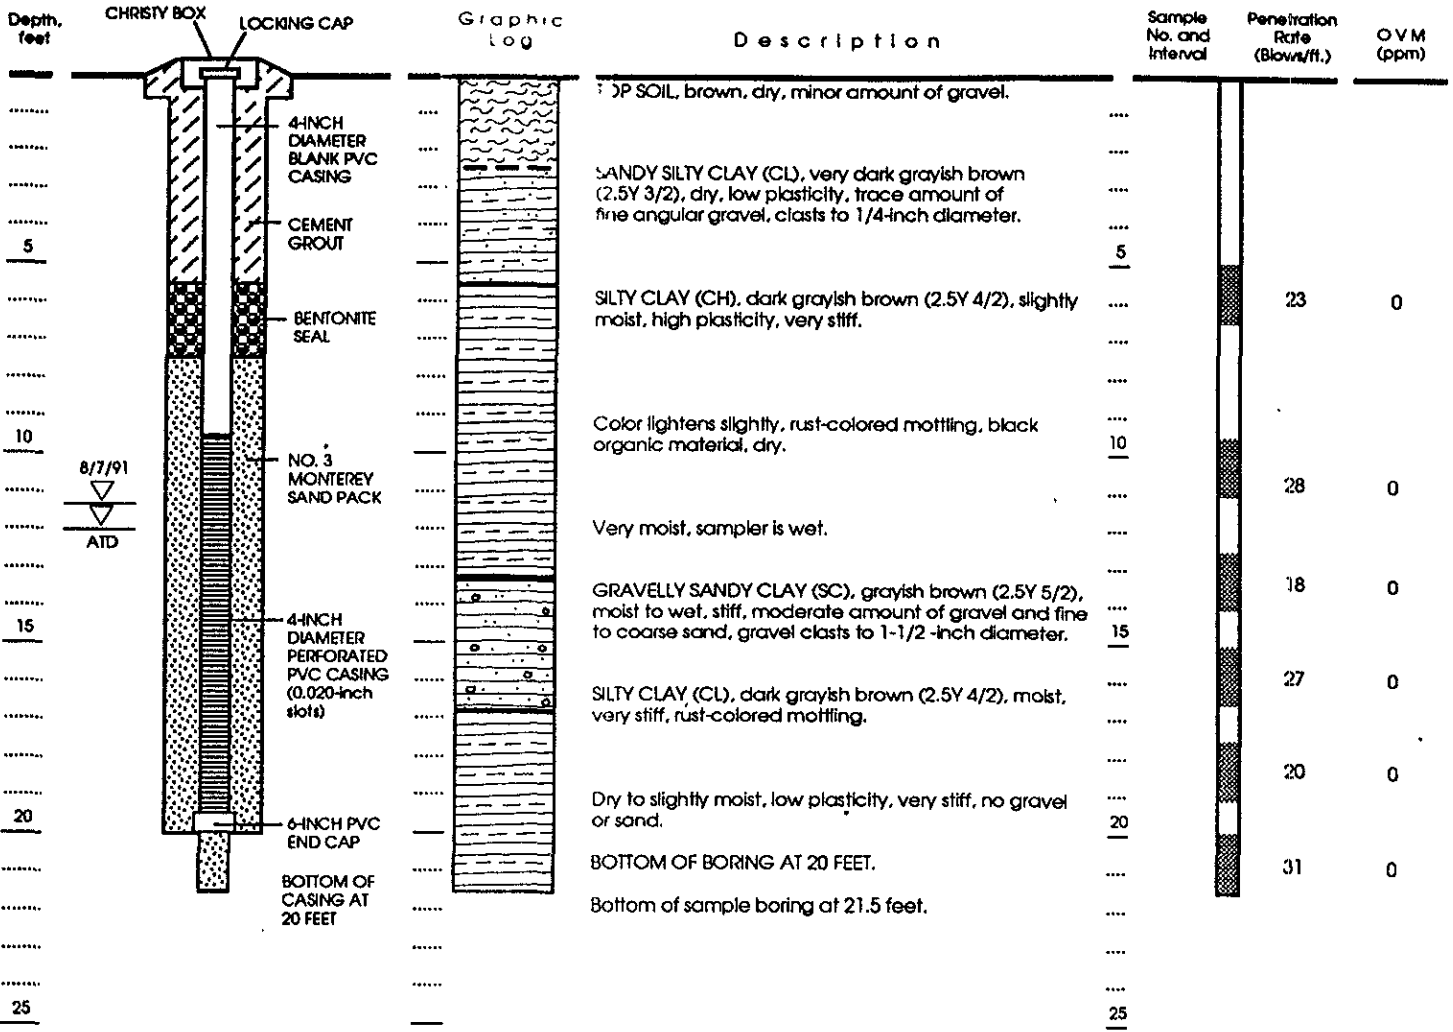 Depth,
feet
CHRISTY BOX
LOCKING CAP
Graphic
Log
Description
Sample
No. and
Interval
Penetration
Rate
(Blows/ft.)
OVM
(ppm)
4-INCH
DIAMETER
BLANK PVC
CASING
CEMENT
GROUT
BENTONITE
SEAL
NO. 3
MONTEREY
SAND PACK
4-INCH
DIAMETER
PERFORATED
PVC CASING
(0.020-inch
slots)
6-INCH PVC
END CAP
BOTTOM OF
CASING AT
20 FEET
8/7/91
ATD
5
10
15
20
25
TOP SOIL, brown, dry, minor amount of gravel.
SANDY SILTY CLAY (CL), very dark grayish brown
(2.5Y 3/2), dry, low plasticity, trace amount of
fine angular gravel, clasts to 1/4-inch diameter.
SILTY CLAY (CH), dark grayish brown (2.5Y 4/2), slightly
moist, high plasticity, very stiff.
Color lightens slightly, rust-colored mottling, black
organic material, dry.
Very moist, sampler is wet.
GRAVELLY SANDY CLAY (SC), grayish brown (2.5Y 5/2),
moist to wet, stiff, moderate amount of gravel and fine
to coarse sand, gravel clasts to 1-1/2 -inch diameter.
SILTY CLAY (CL), dark grayish brown (2.5Y 4/2), moist,
very stiff, rust-colored mottling.
Dry to slightly moist, low plasticity, very stiff, no gravel
or sand.
BOTTOM OF BORING AT 20 FEET.
Bottom of sample boring at 21.5 feet.
5
10
15
20
25
23 0
28 0
18 0
27 0
20 0
31 0